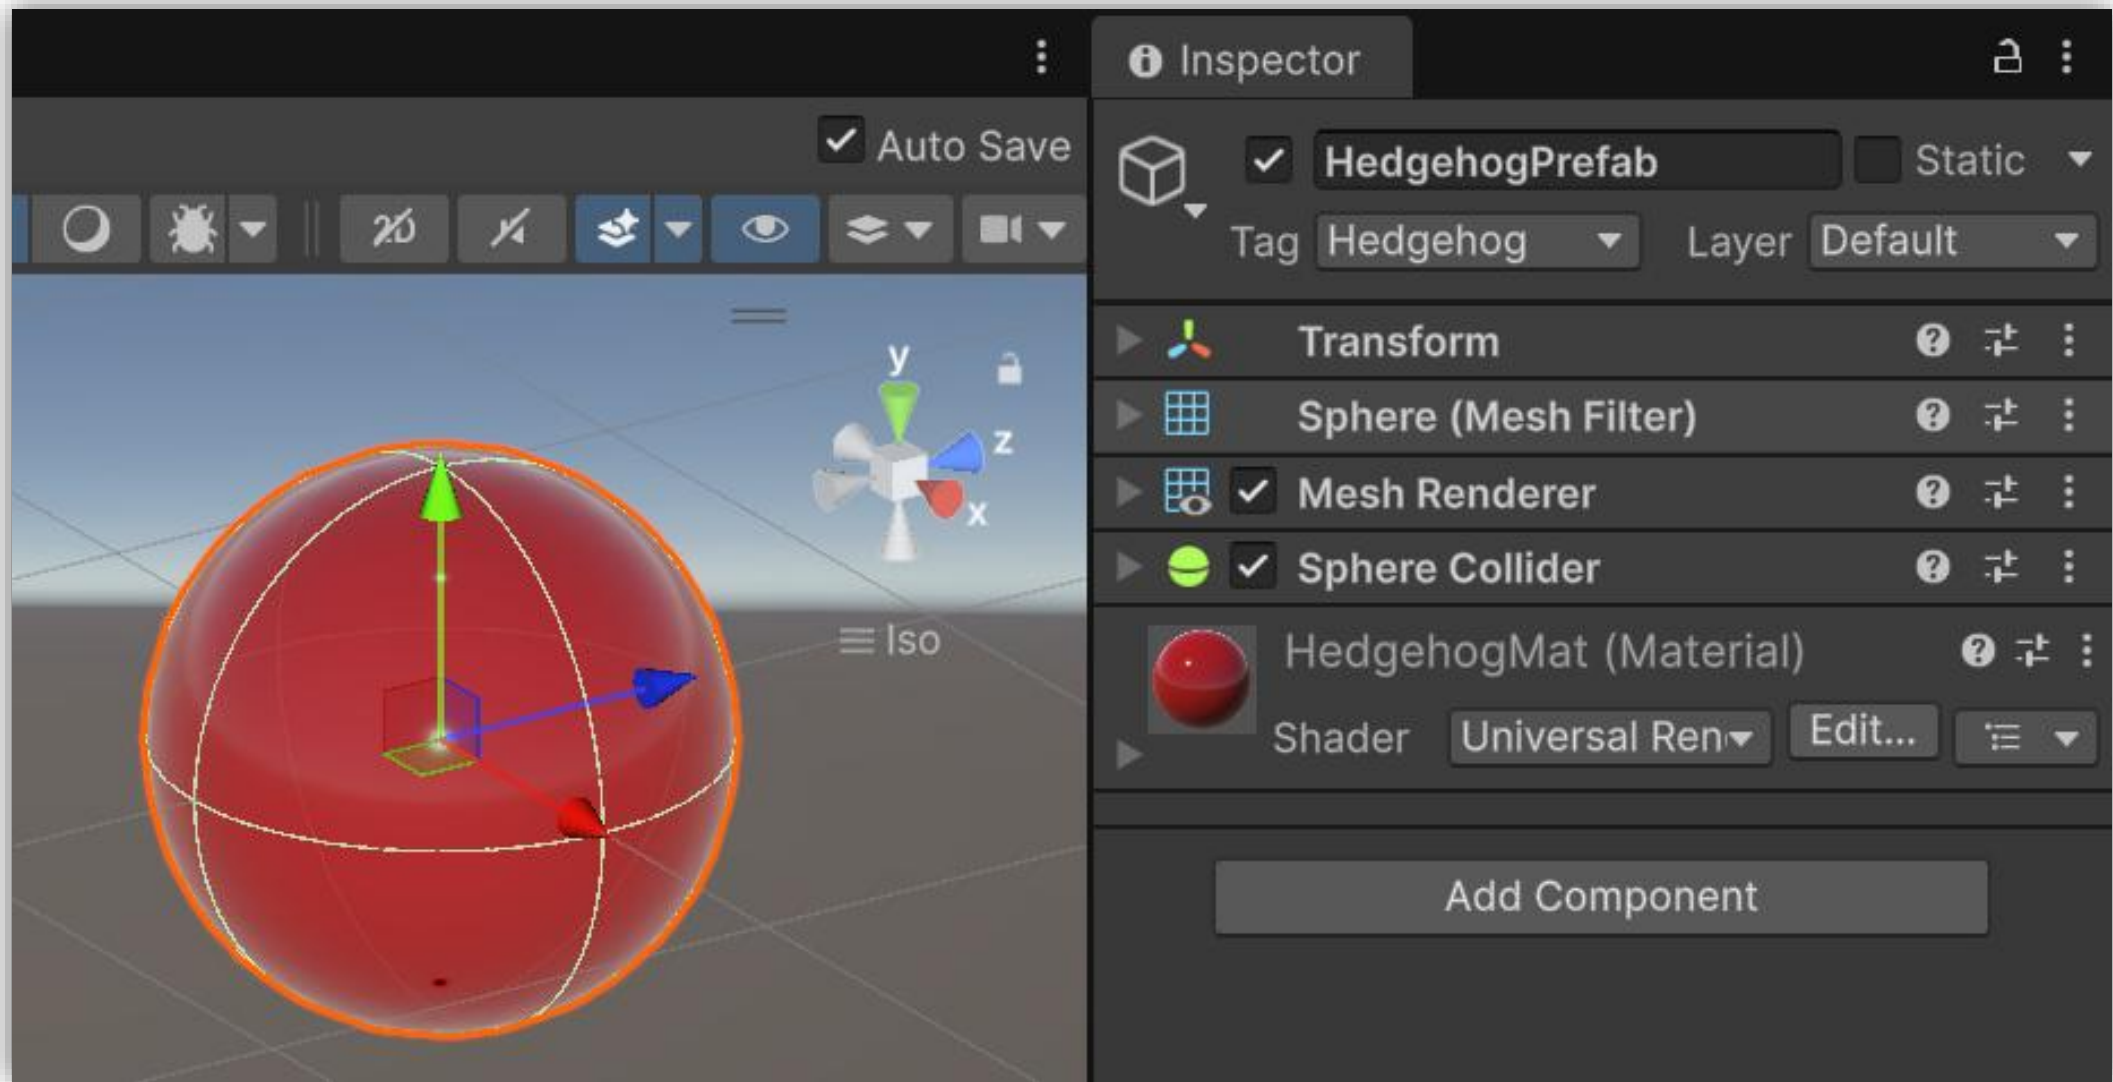 Inspector
Auto Save
HedgehogPrefab
Static
Tag Hedgehog Layer Default
2D
Transform
Sphere (Mesh Filter)
Mesh Renderer
Sphere Collider
y
z
x
Iso
HedgehogMat (Material)
Shader Universal Ren Edit...
Add Component